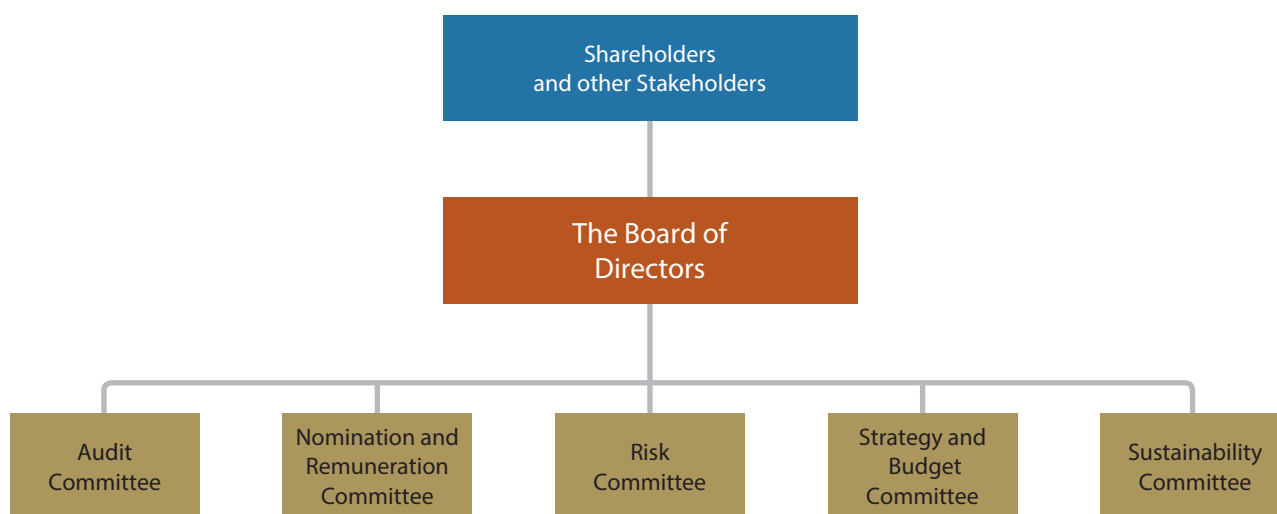 Shareholders
and other Stakeholders
The Board of
Directors
Audit
Committee
Nomination and
Remuneration
Committee
Risk
Committee
Strategy and
Budget
Committee
Sustainability
Committee